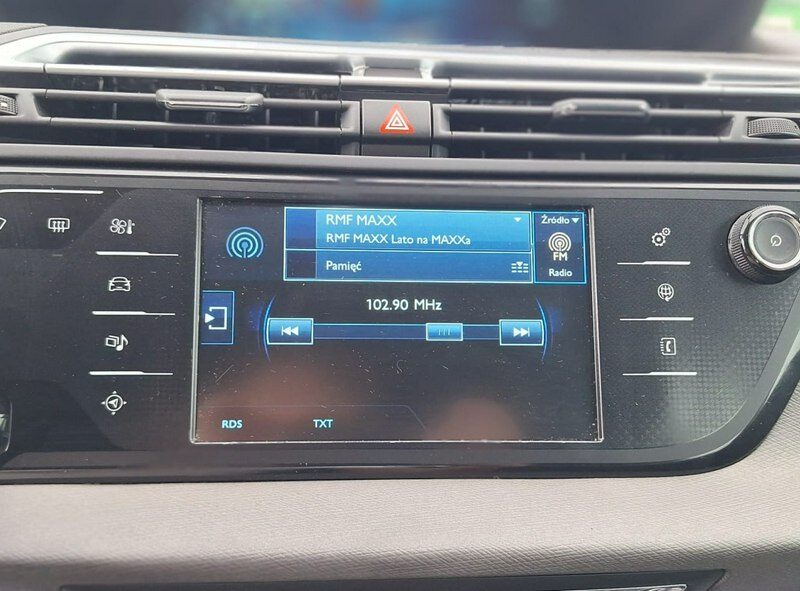 RMF MAXX
RMF MAXX Lato na MAXXa
Pamięć
Źródło
FM
Radio
102.90 MHz
RDS
TXT